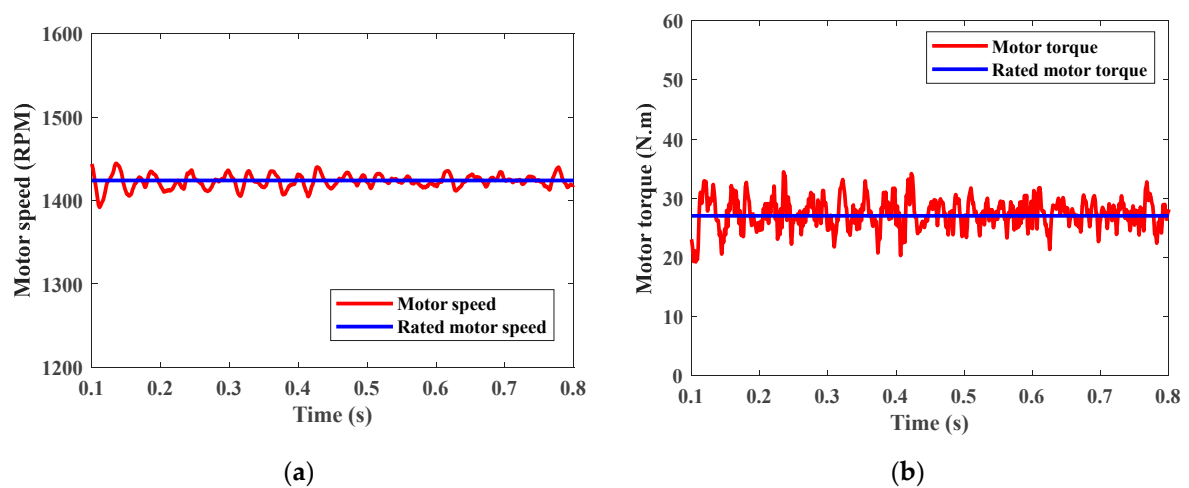 1600
1500
1400
1300
1200
Motor speed (RPM)
Motor speed
Rated motor speed
0.1 0.2 0.3 0.4 0.5 0.6 0.7 0.8
Time (s)
(a)
60
50
40
30
20
10
0
Motor torque (N.m)
Motor torque
Rated motor torque
0.1 0.2 0.3 0.4 0.5 0.6 0.7 0.8
Time (s)
(b)